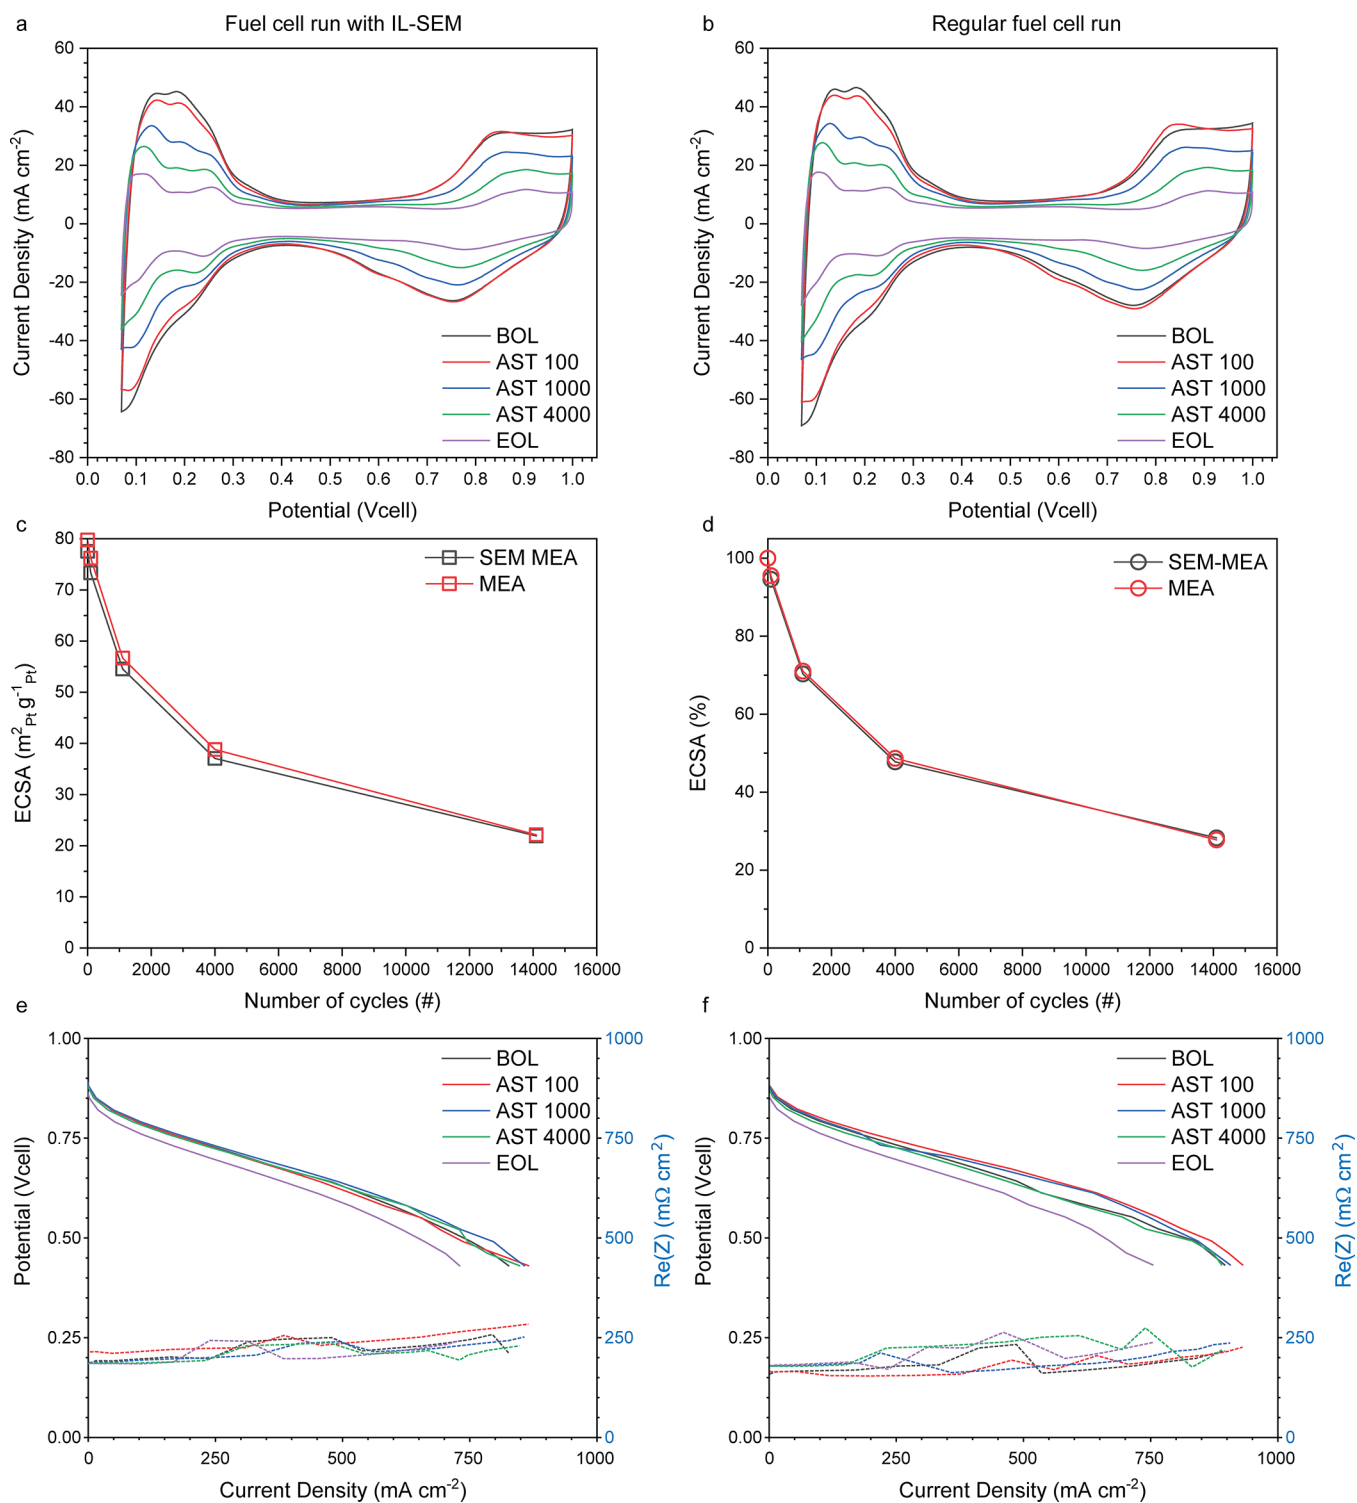 a
Fuel cell run with IL-SEM
60
40
20
0
-20
-40
-60
-80
Current Density (mA cm⁻²)
BOL
AST 100
AST 1000
AST 4000
EOL
0.0 0.1 0.2 0.3 0.4 0.5 0.6 0.7 0.8 0.9 1.0
Potential (Vcell)
b
Regular fuel cell run
60
40
20
0
-20
-40
-60
-80
Current Density (mA cm⁻²)
BOL
AST 100
AST 1000
AST 4000
EOL
0.0 0.1 0.2 0.3 0.4 0.5 0.6 0.7 0.8 0.9 1.0
Potential (Vcell)
c
80
70
60
50
40
30
20
10
0
ECSA (m²Pt g⁻¹Pt)
SEM MEA
MEA
0 2000 4000 6000 8000 10000 12000 14000 16000
Number of cycles (#)
d
100
80
60
40
20
0
ECSA (%)
SEM-MEA
MEA
0 2000 4000 6000 8000 10000 12000 14000 16000
Number of cycles (#)
e
1.00
0.75
0.50
0.25
0.00
Potential (Vcell)
BOL
AST 100
AST 1000
AST 4000
EOL
1000
750
500
250
0
Re(Z) (mΩ cm²)
0 250 500 750 1000
Current Density (mA cm⁻²)
f
1.00
0.75
0.50
0.25
0.00
Potential (Vcell)
BOL
AST 100
AST 1000
AST 4000
EOL
1000
750
500
250
0
Re(Z) (mΩ cm²)
0 250 500 750 1000
Current Density (mA cm⁻²)